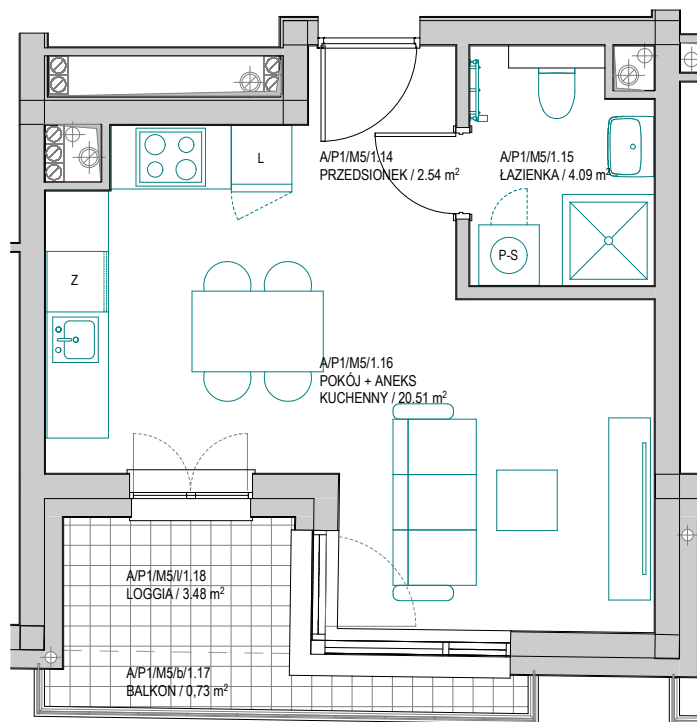 L
A/P1/M5/1.14
PRZEDSIONEK / 2.54 m²
A/P1/M5/1.15
ŁAZIENKA / 4.09 m²
P-S
Z
A/P1/M5/1.16
POKÓJ + ANEKS
KUCHENNY / 20.51 m²
A/P1/M5/l/1.18
LOGGIA / 3.48 m²
A/P1/M5/b/1.17
BALKON / 0,73 m²